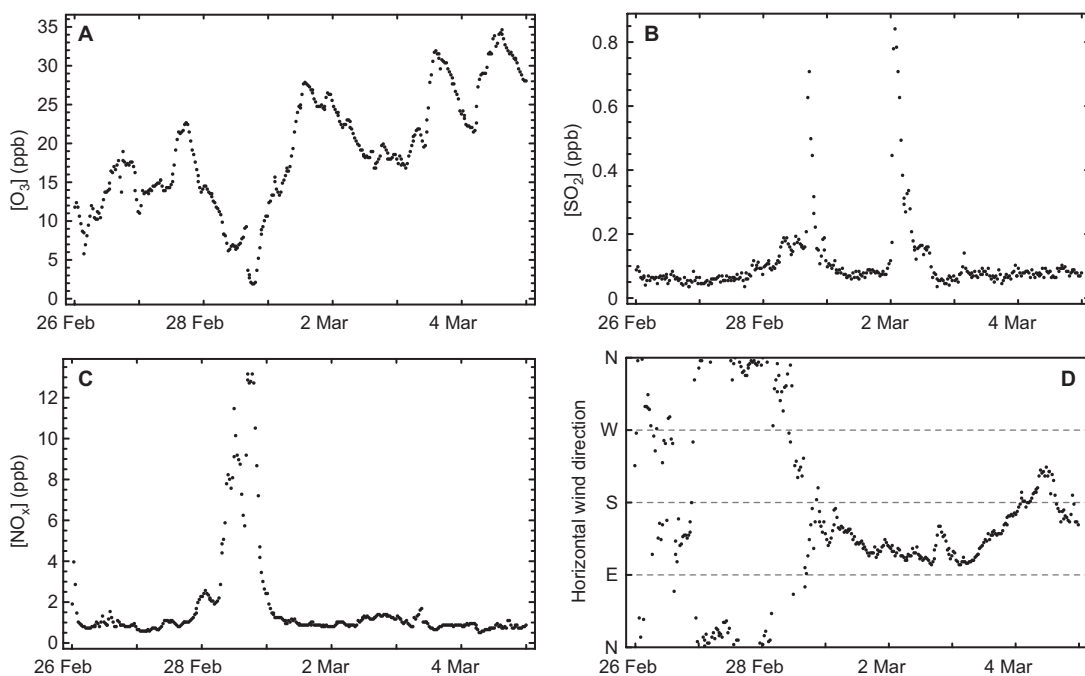 A
[O3] (ppb)
35
30
25
20
15
10
5
0
26 Feb 28 Feb 2 Mar 4 Mar
B
[SO2] (ppb)
0.8
0.6
0.4
0.2
0
26 Feb 28 Feb 2 Mar 4 Mar
C
[NOx] (ppb)
12
10
8
6
4
2
0
26 Feb 28 Feb 2 Mar 4 Mar
D
Horizontal wind direction
N
W
S
E
N
26 Feb 28 Feb 2 Mar 4 Mar